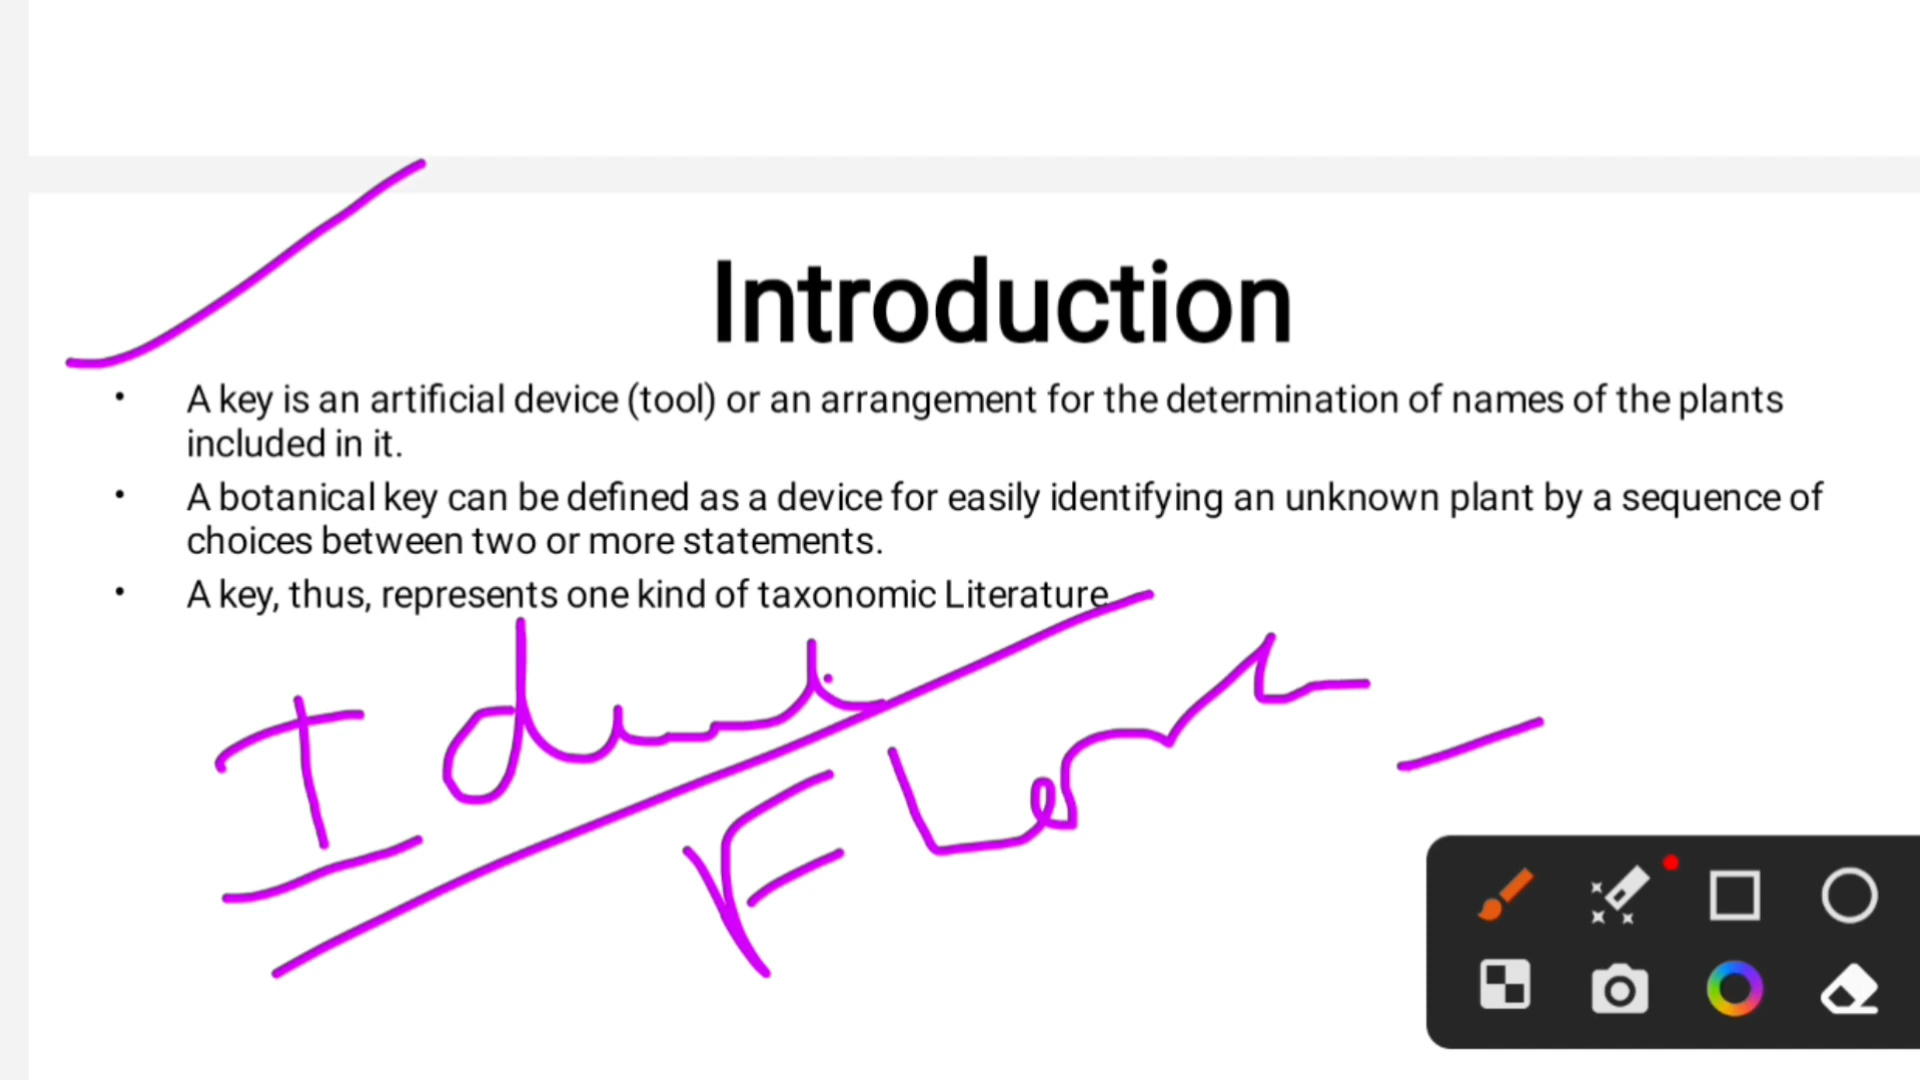 Introduction
• A key is an artificial device (tool) or an arrangement for the determination of names of the plants
included in it.
• A botanical key can be defined as a device for easily identifying an unknown plant by a sequence of
choices between two or more statements.
• A key, thus, represents one kind of taxonomic Literature